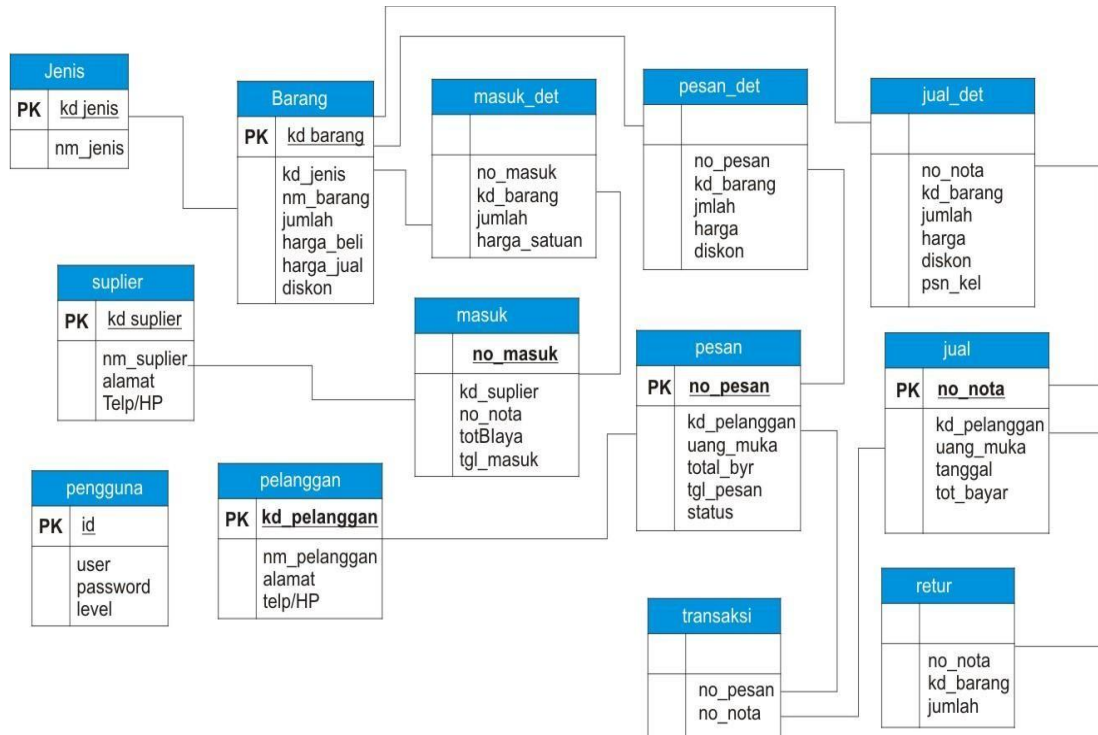 Jenis
PK kd jenis
nm_jenis
Barang
PK kd barang
kd_jenis
nm_barang
jumlah
harga_beli
harga_jual
diskon
masuk_det
no_masuk
kd_barang
jumlah
harga_satuan
pesan_det
no_pesan
kd_barang
jmlah
harga
diskon
jual_det
no_nota
kd_barang
jumlah
harga
diskon
psn_kel
suplier
PK kd suplier
nm_suplier
alamat
Telp/HP
masuk
no_masuk
kd_suplier
no_nota
totBIaya
tgl_masuk
pesan
PK no_pesan
kd_pelanggan
uang_muka
total_byr
tgl_pesan
status
jual
PK no_nota
kd_pelanggan
uang_muka
tanggal
tot_bayar
pengguna
PK id
user
password
level
pelanggan
PK kd_pelanggan
nm_pelanggan
alamat
telp/HP
transaksi
no_pesan
no_nota
retur
no_nota
kd_barang
jumlah